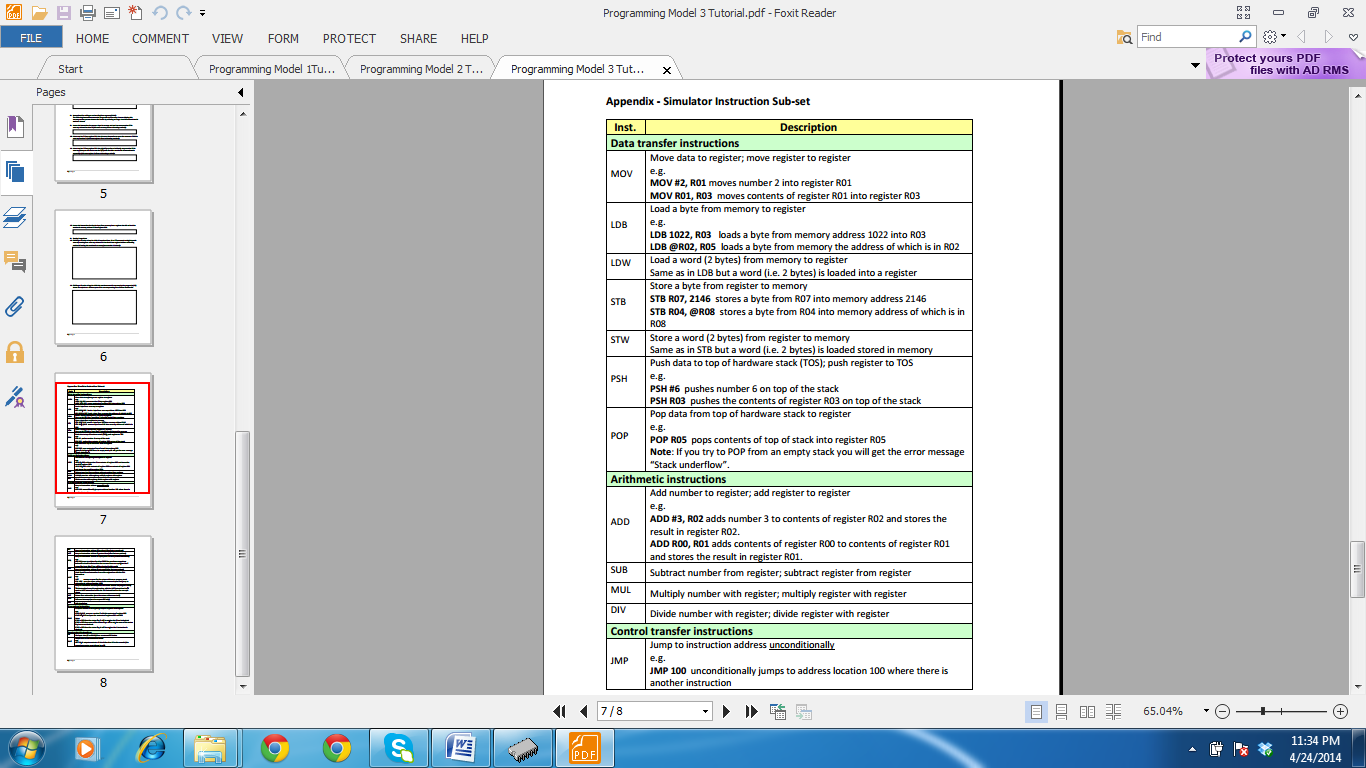 Programming Model 3 Tutorial.pdf - Foxit Reader
FILE HOME COMMENT VIEW FORM PROTECT SHARE HELP
Find
Start
Programming Model 1Tu...
Programming Model 2 T...
Programming Model 3 Tut...
Protect yours PDF
files with AD RMS
Pages
5
6
7
8
Appendix - Simulator Instruction Sub-set
Inst. Description
Data transfer instructions
MOV
Move data to register; move register to register
e.g.
MOV #2, R01 moves number 2 into register R01
MOV R01, R03 moves contents of register R01 into register R03
LDB
Load a byte from memory to register
e.g.
LDB 1022, R03 loads a byte from memory address 1022 into R03
LDB @R02, R05 loads a byte from memory the address of which is in R02
LDW
Load a word (2 bytes) from memory to register
Same as in LDB but a word (i.e. 2 bytes) is loaded into a register
STB
Store a byte from register to memory
STB R07, 2146 stores a byte from R07 into memory address 2146
STB R04, @R08 stores a byte from R04 into memory address of which is in
R08
STW
Store a word (2 bytes) from register to memory
Same as in STB but a word (i.e. 2 bytes) is loaded stored in memory
PSH
Push data to top of hardware stack (TOS); push register to TOS
e.g.
PSH #6 pushes number 6 on top of the stack
PSH R03 pushes the contents of register R03 on top of the stack
POP
Pop data from top of hardware stack to register
e.g.
POP R05 pops contents of top of stack into register R05
Note: If you try to POP from an empty stack you will get the error message
“Stack underflow”.
Arithmetic instructions
ADD
Add number to register; add register to register
e.g.
ADD #3, R02 adds number 3 to contents of register R02 and stores the
result in register R02.
ADD R00, R01 adds contents of register R00 to contents of register R01
and stores the result in register R01.
SUB
Subtract number from register; subtract register from register
MUL
Multiply number with register; multiply register with register
DIV
Divide number with register; divide register with register
Control transfer instructions
JMP
Jump to instruction address unconditionally
e.g.
JMP 100 unconditionally jumps to address location 100 where there is
another instruction
7 / 8
65.04%
11:34 PM
4/24/2014